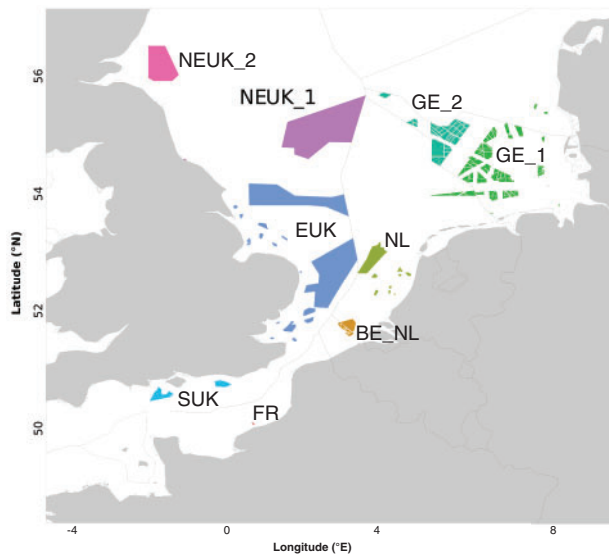 NEUK_2
NEUK_1
GE_2
GE_1
EUK
NL
BE_NL
SUK
FR
Latitude (°N)
56
54
52
50
-4
0
4
8
Longitude (°E)